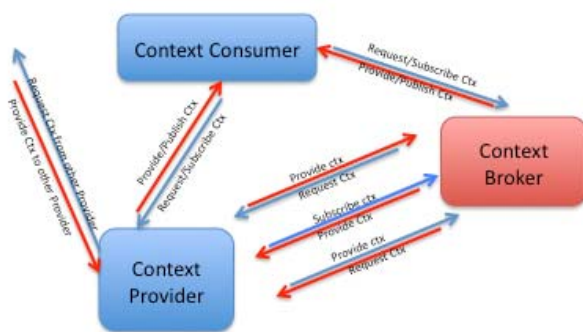 Context Consumer
Request/Subscribe Ctx
Provide/Publish Ctx
Request Ctx from other Provider
Provide Ctx to other Provider
Provide/Publish Ctx
Request/Subscribe Ctx
Provide ctx
Request Ctx
Context
Broker
Subscribe ctx
Provide Ctx
Provide ctx
Request Ctx
Context
Provider